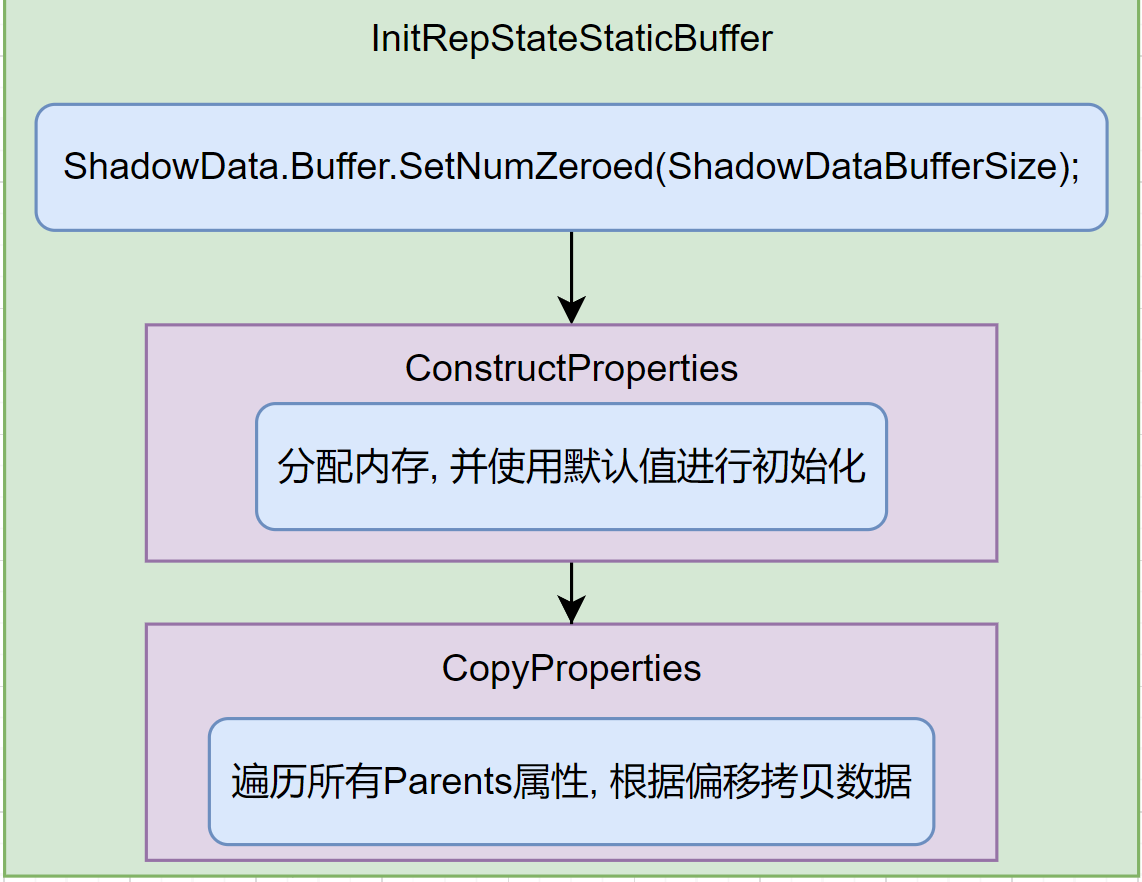 InitRepStateStaticBuffer
ShadowData.Buffer.SetNumZeroed(ShadowDataBufferSize);
ConstructProperties
分配内存, 并使用默认值进行初始化
CopyProperties
遍历所有Parents属性, 根据偏移拷贝数据